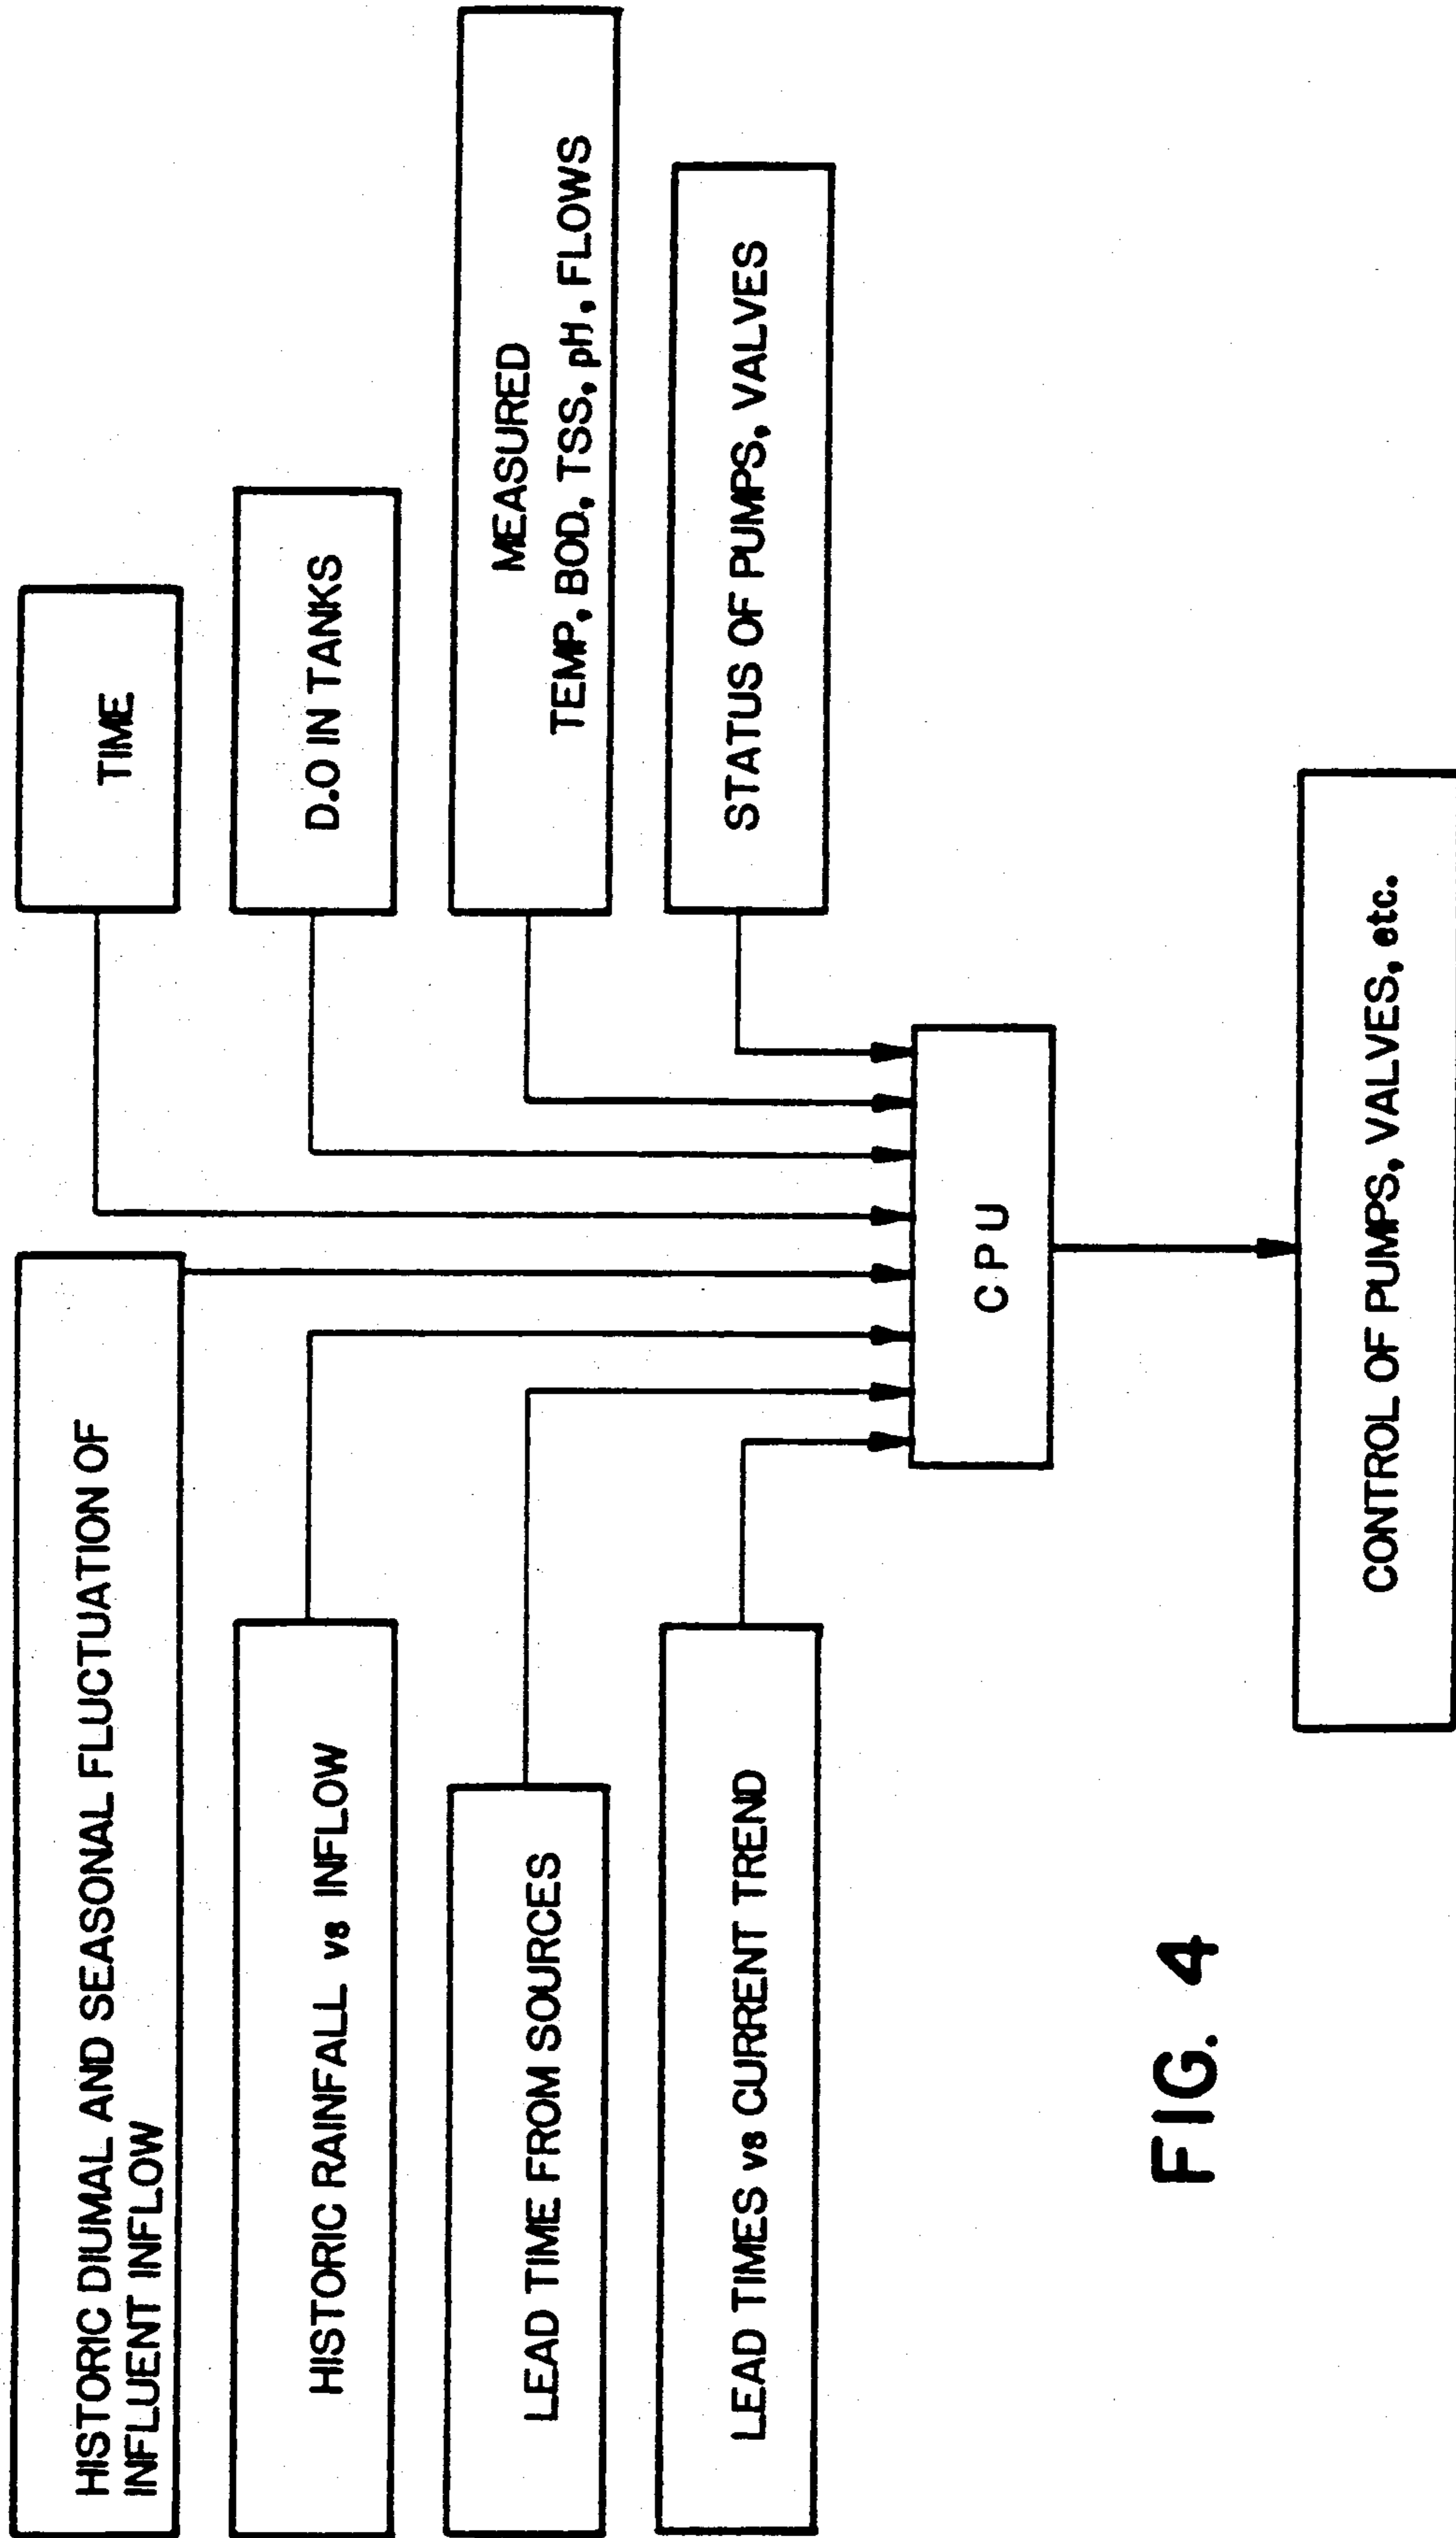 HISTORIC DIUMAL AND SEASONAL FLUCTUATION OF
INFLUENT INFLOW
HISTORIC RAINFALL vs INFLOW
LEAD TIME FROM SOURCES
LEAD TIMES vs CURRENT TREND
TIME
D.O IN TANKS
MEASURED
TEMP, BOD, TSS, pH, FLOWS
STATUS OF PUMPS, VALVES
CPU
CONTROL OF PUMPS, VALVES, etc.
FIG. 4